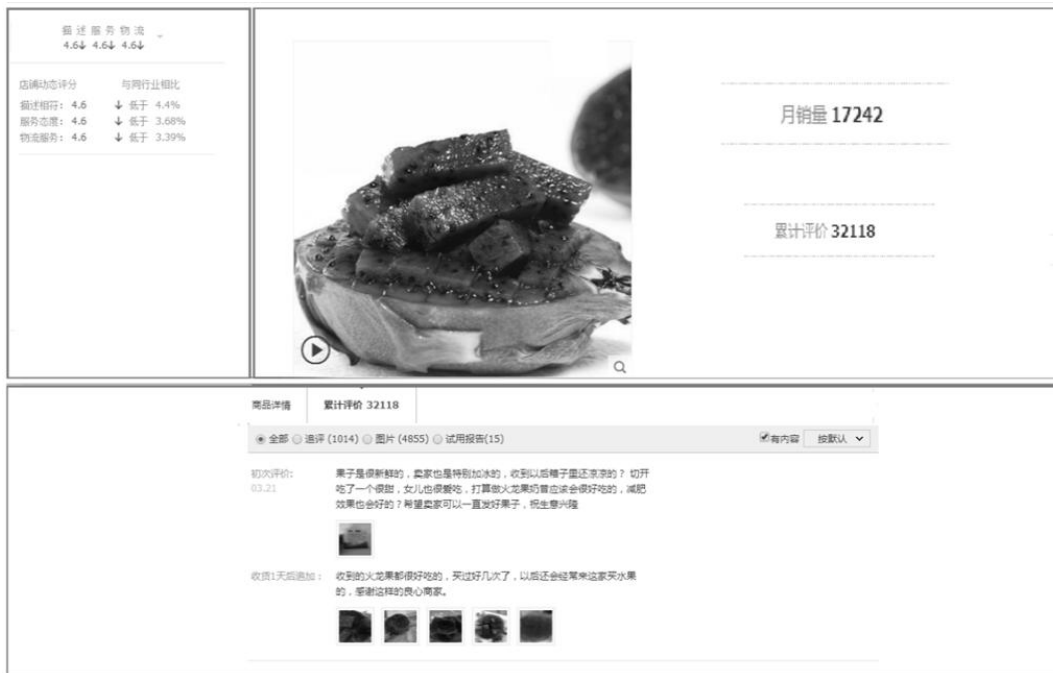 描 述 服 务 物 流
4.6↓ 4.6↓ 4.6↓
店铺动态评分 与同行业相比
描述相符： 4.6 ↓ 低于 4.4%
服务态度： 4.6 ↓ 低于 3.68%
物流服务： 4.6 ↓ 低于 3.39%
月销量 17242
累计评价 32118
商品详情 累计评价 32118
全部 追评 (1014) 图片 (4855) 试用报告(15) 有内容 按默认
初次评价:
03.21
果子是很新鲜的，卖家也是特别加冰的，收到以后箱子里还凉凉的？ 切开
吃了一个很甜，女儿也很爱吃，打算做火龙果奶昔应该会很好吃的，减肥
效果也会好的？希望卖家可以一直发好果子，祝生意兴隆
收货1天后追加： 收到的火龙果都很好吃的，买过好几次了，以后还会经常来这家买水果
的，感谢这样的良心商家。